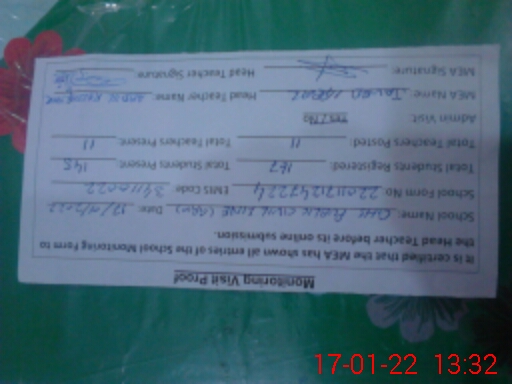 Monitoring Visit Proof
It is certified that the MEA has shown all entries of the School Monitoring Form to
the Head Teacher before its online submission.
School Name: CIVIL LINE Date: 17/01/2022
School Form No EMIS Code
Total Students Registered: 167 Total Students Present: 148
Total Teachers Posted: 11 Total Teachers Present: 11
Admin Visit: Yes / No
MEA Name: Head Teacher Name:
MEA Signature: Head Teacher Signature:
17-01-22 13:32